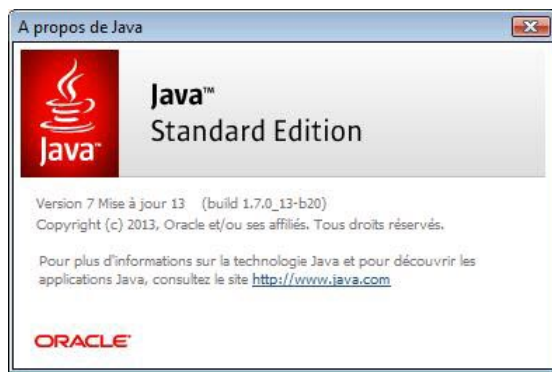 A propos de Java
Java™
Standard Edition
Java™
Version 7 Mise à jour 13 (build 1.7.0_13-b20)
Copyright (c) 2013, Oracle et/ou ses affiliés. Tous droits réservés.
Pour plus d'informations sur la technologie Java et pour découvrir les
applications Java, consultez le site http://www.java.com
ORACLE®